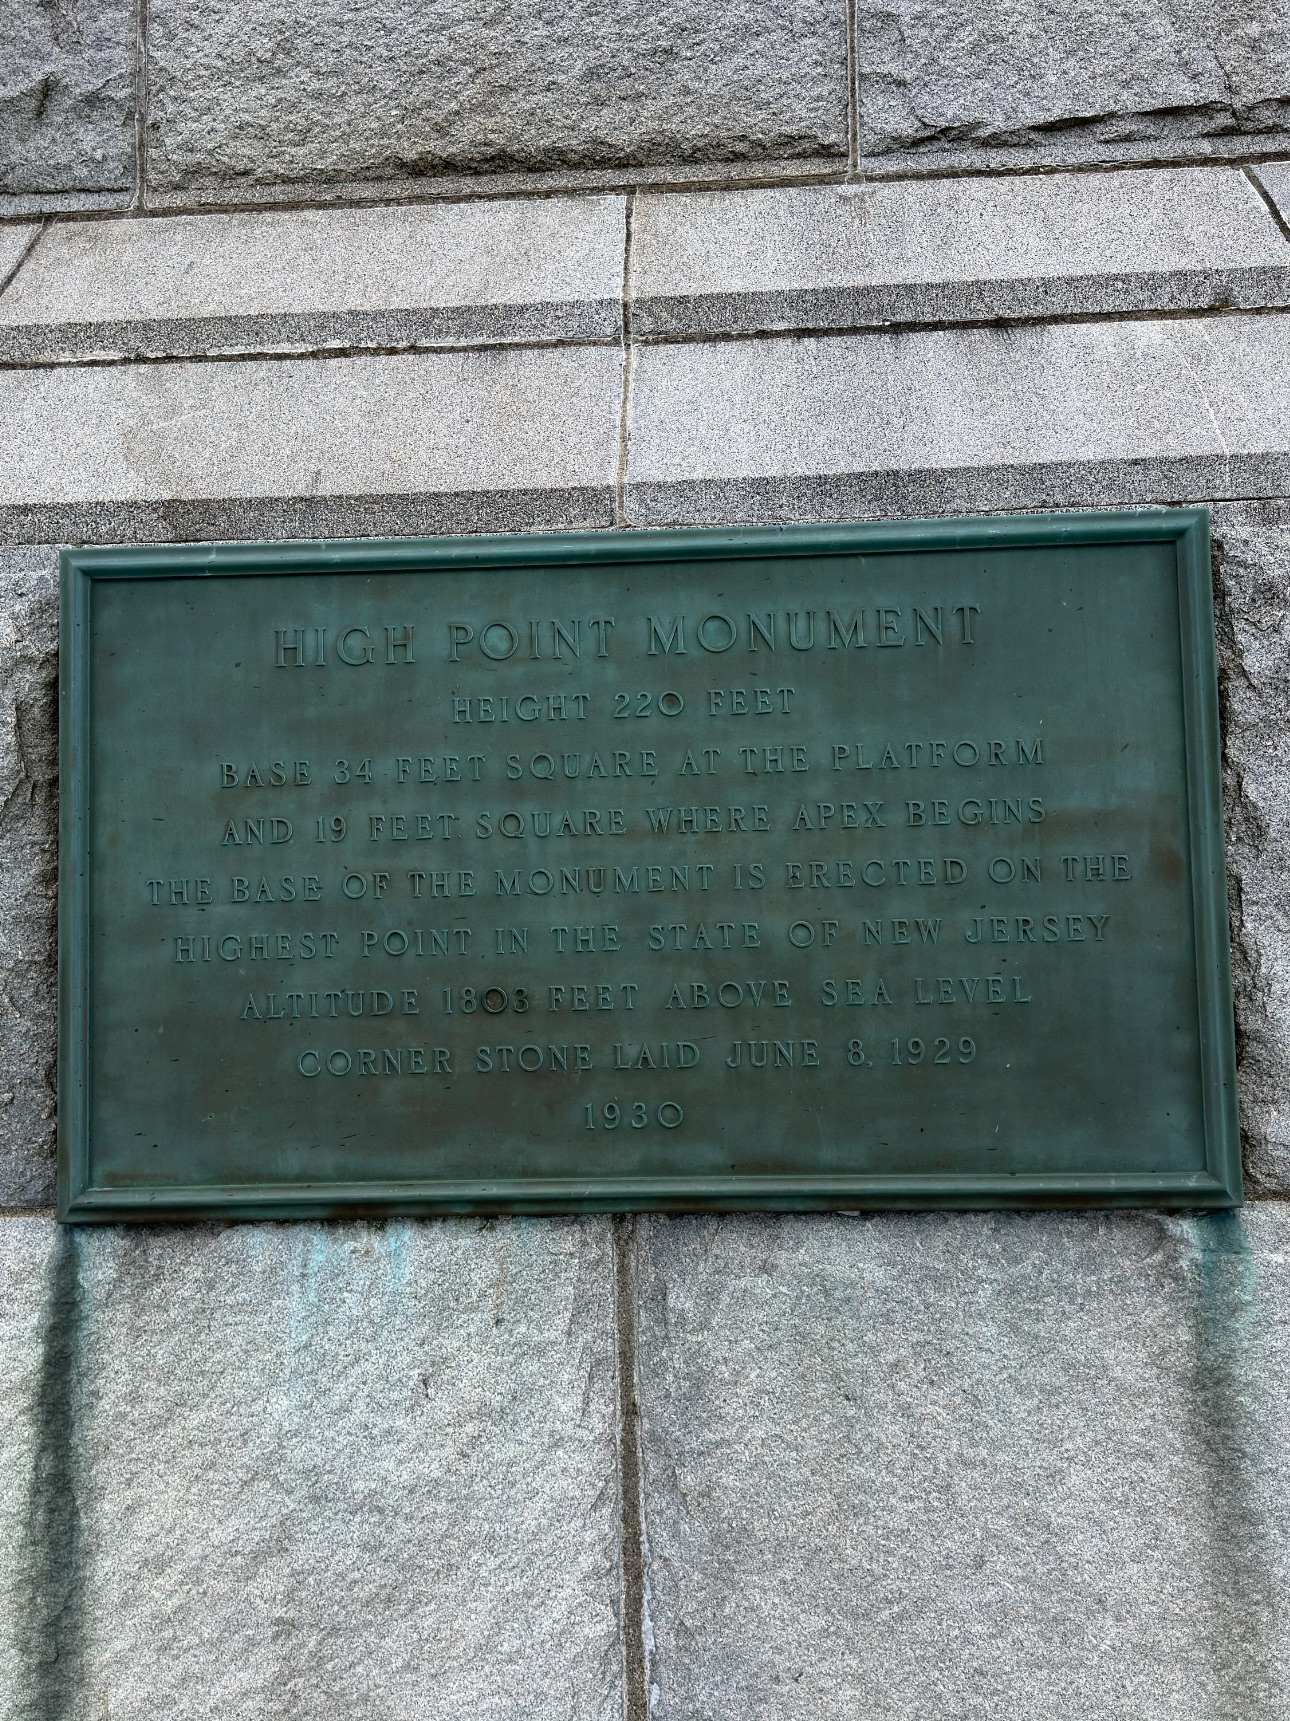 HIGH POINT MONUMENT
HEIGHT 220 FEET
BASE 34 FEET SQUARE AT THE PLATFORM
AND 19 FEET SQUARE WHERE APEX BEGINS
THE BASE OF THE MONUMENT IS ERECTED ON THE
HIGHEST POINT IN THE STATE OF NEW JERSEY
ALTITUDE 1803 FEET ABOVE SEA LEVEL
CORNER STONE LAID JUNE 8, 1929
1930